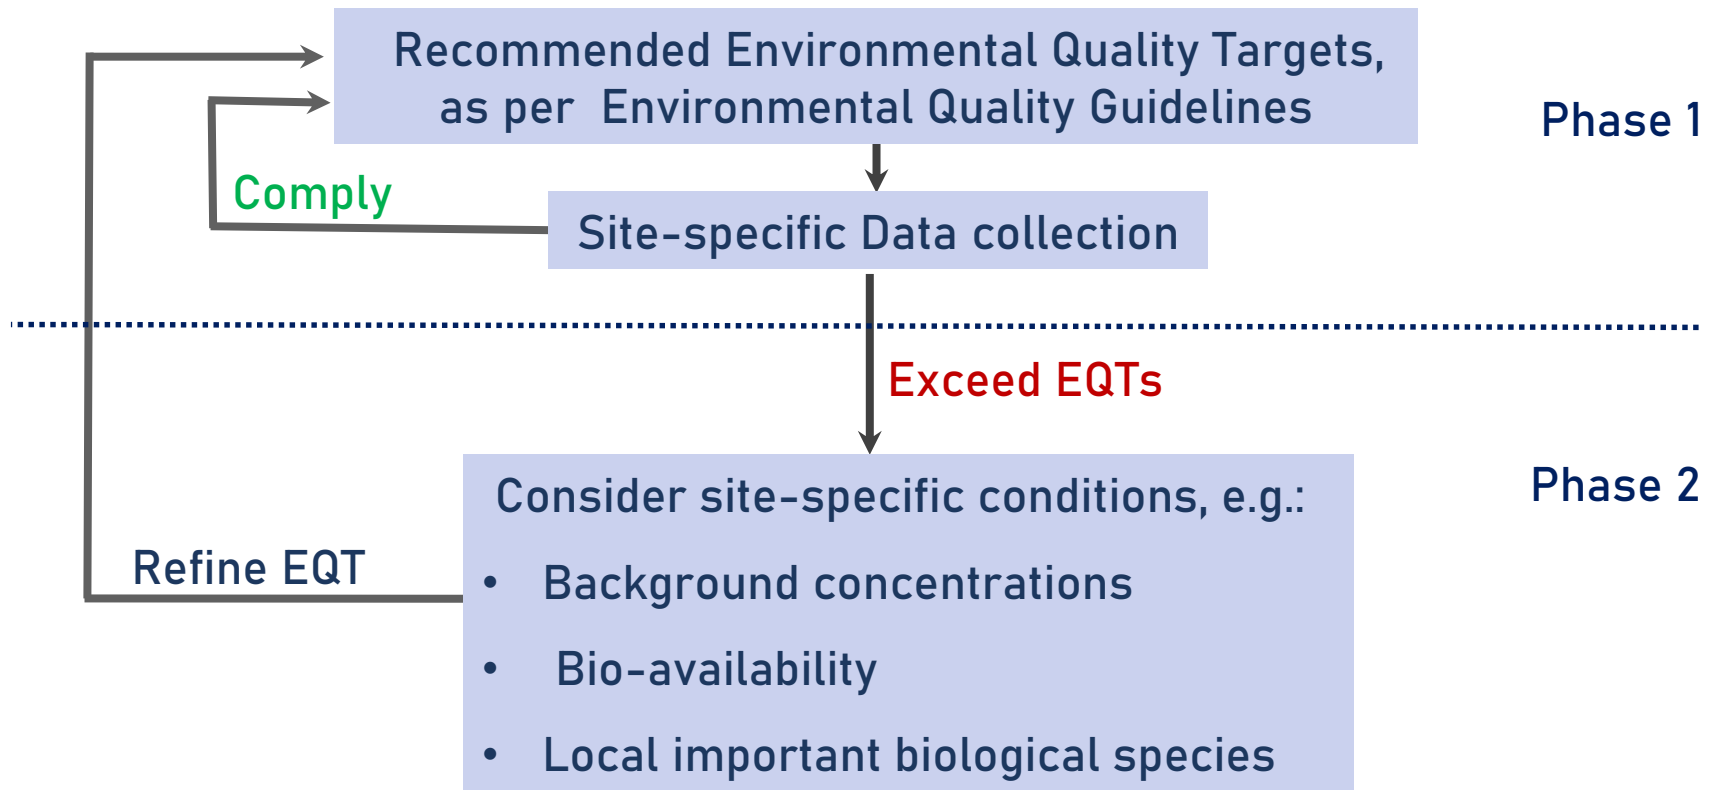 Recommended Environmental Quality Targets,
as per Environmental Quality Guidelines
Phase 1
Comply
Site-specific Data collection
Exceed EQTs
Phase 2
Consider site-specific conditions, e.g.:
Refine EQT
• Background concentrations
• Bio-availability
• Local important biological species